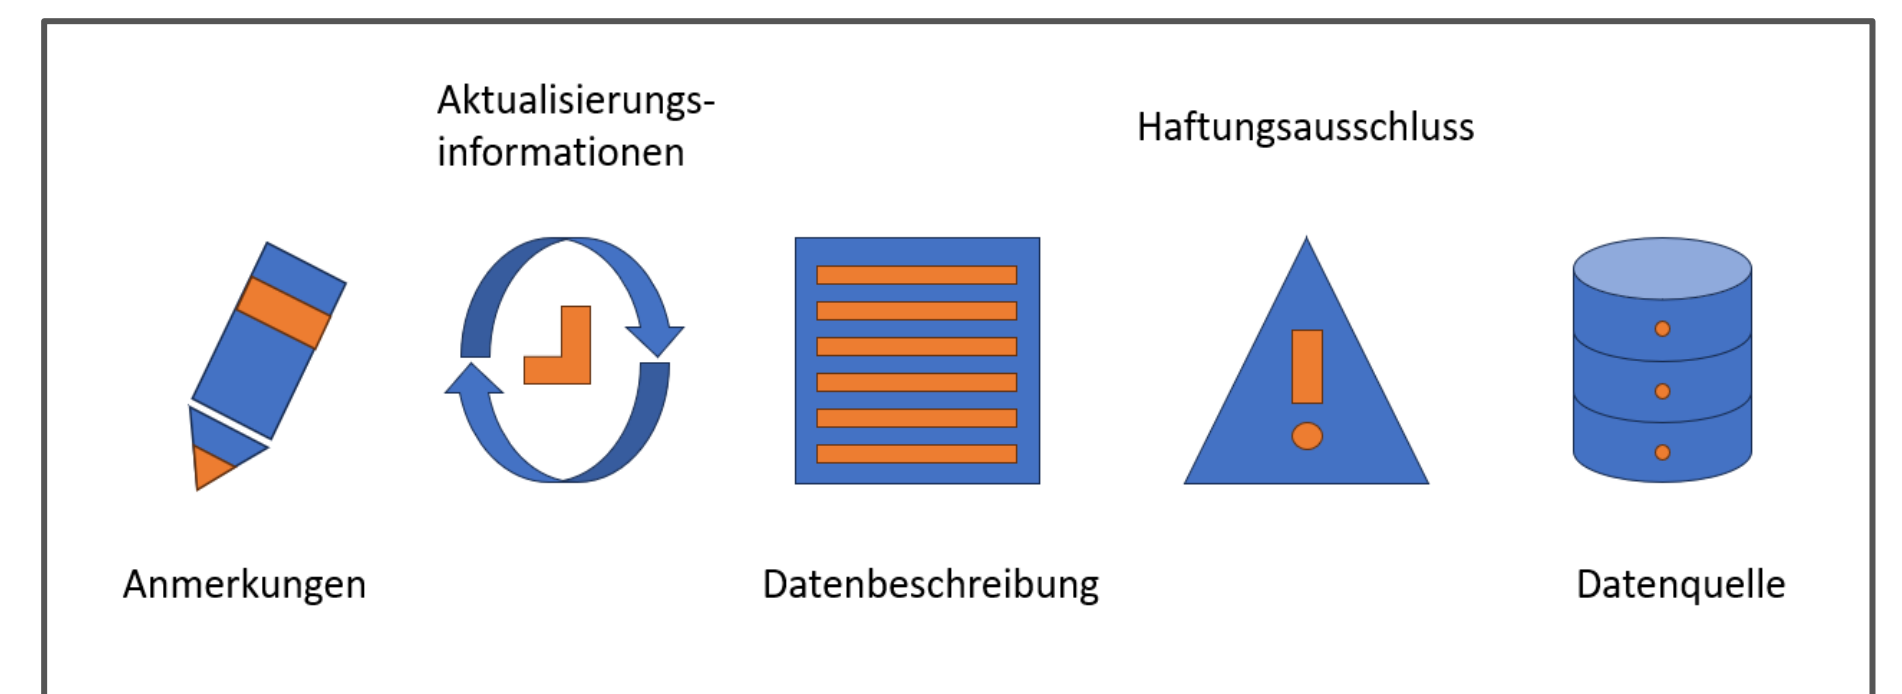 Aktualisierungs-
informationen
Haftungsausschluss
Anmerkungen
Datenbeschreibung
Datenquelle